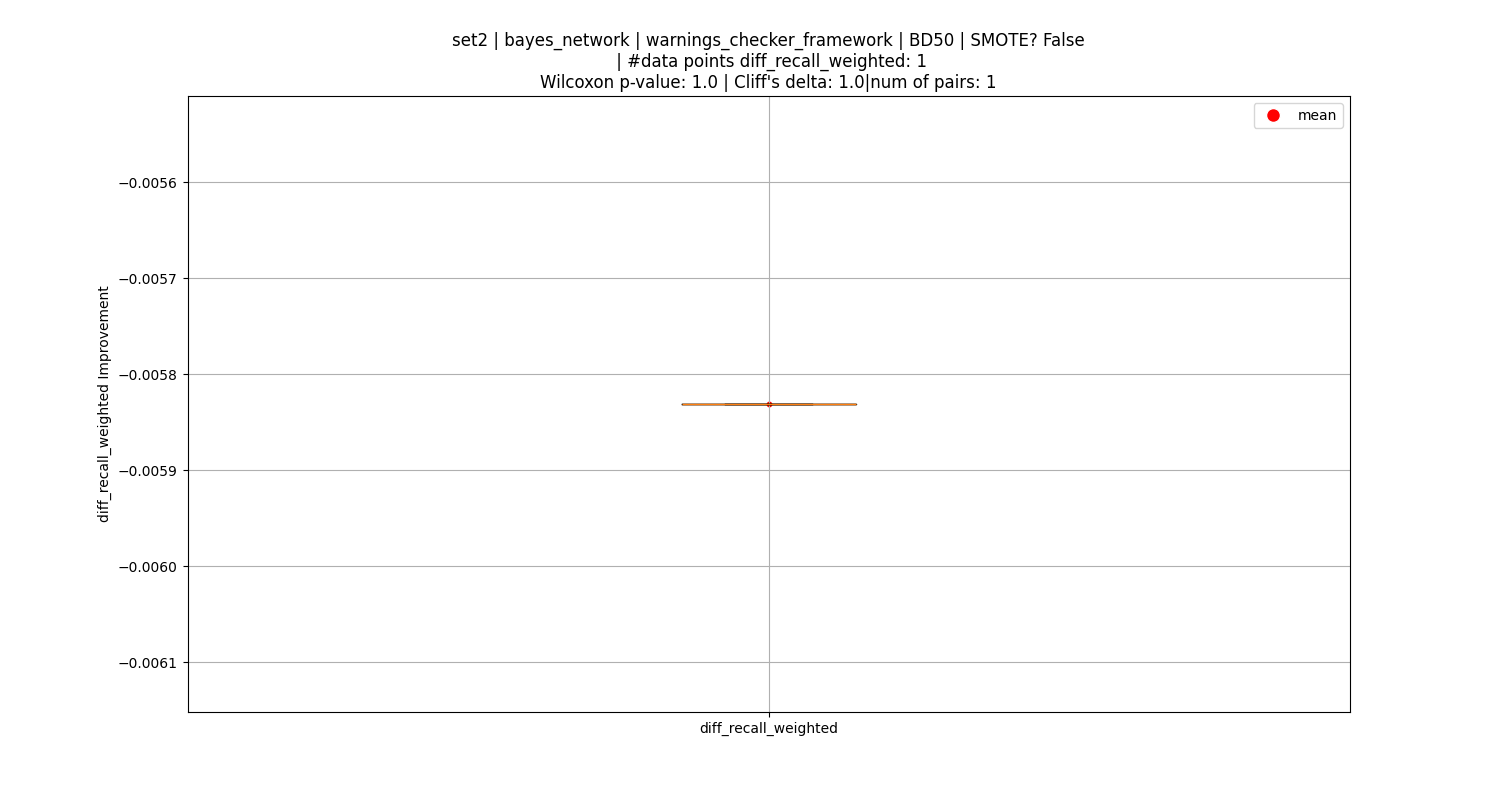 set2 | bayes_network | warnings_checker_framework | BD50 | SMOTE? False
| #data points diff_recall_weighted: 1
Wilcoxon p-value: 1.0 | Cliff's delta: 1.0|num of pairs: 1
mean
−0.0056
−0.0057
−0.0058
−0.0059
−0.0060
−0.0061
diff_recall_weighted Improvement
diff_recall_weighted